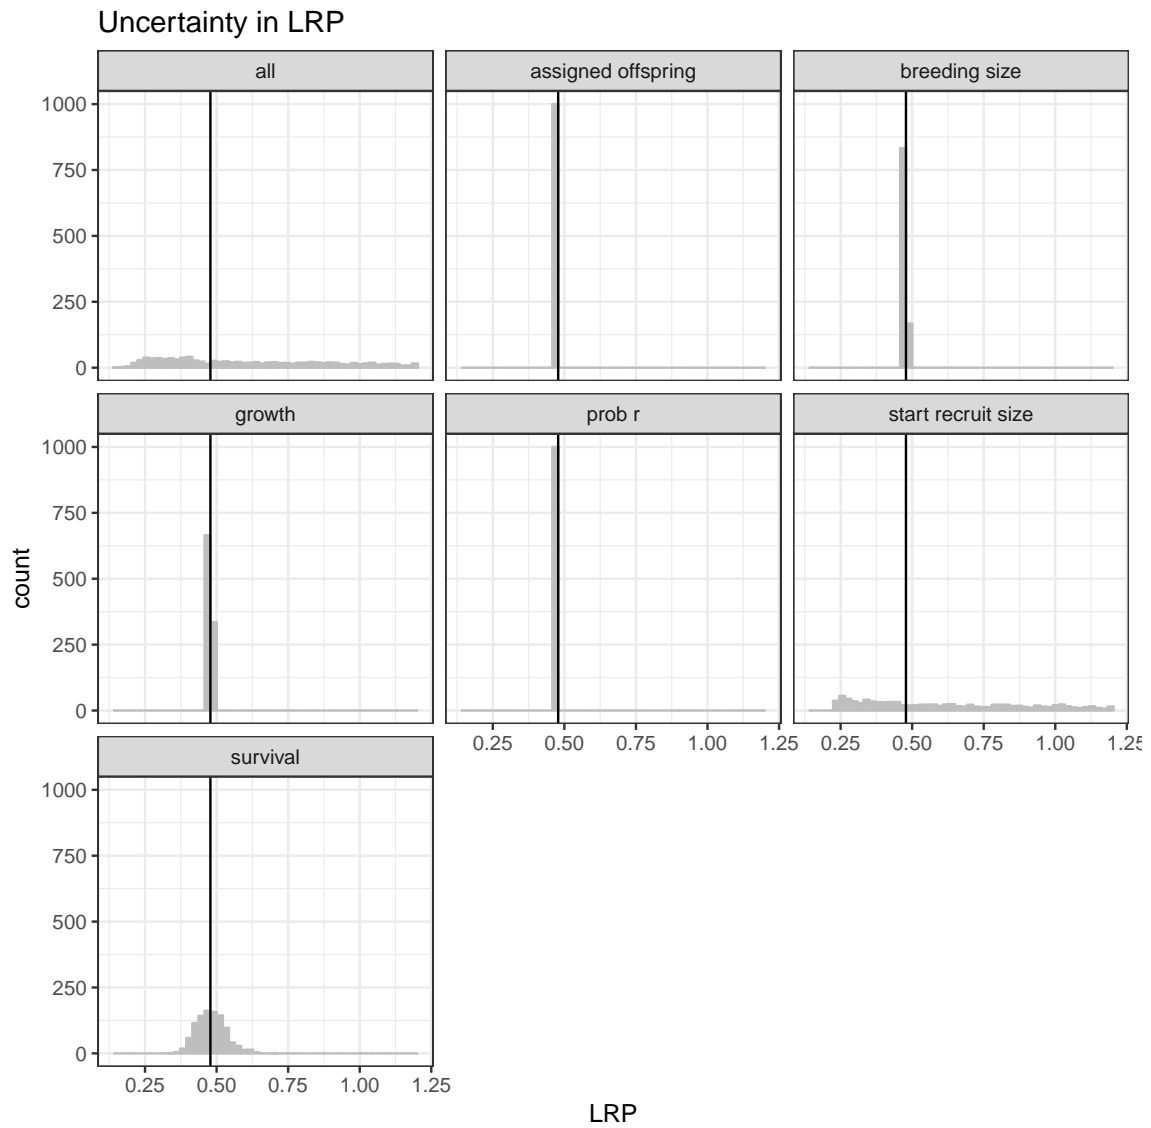 Uncertainty in LRP
all assigned offspring breeding size
1000
750
500
250
0
growth prob r start recruit size
1000
750
500
250
0
0.25 0.50 0.75 1.00 1.25 0.25 0.50 0.75 1.00 1.25
survival
1000
750
500
250
0
0.25 0.50 0.75 1.00 1.25
count
LRP